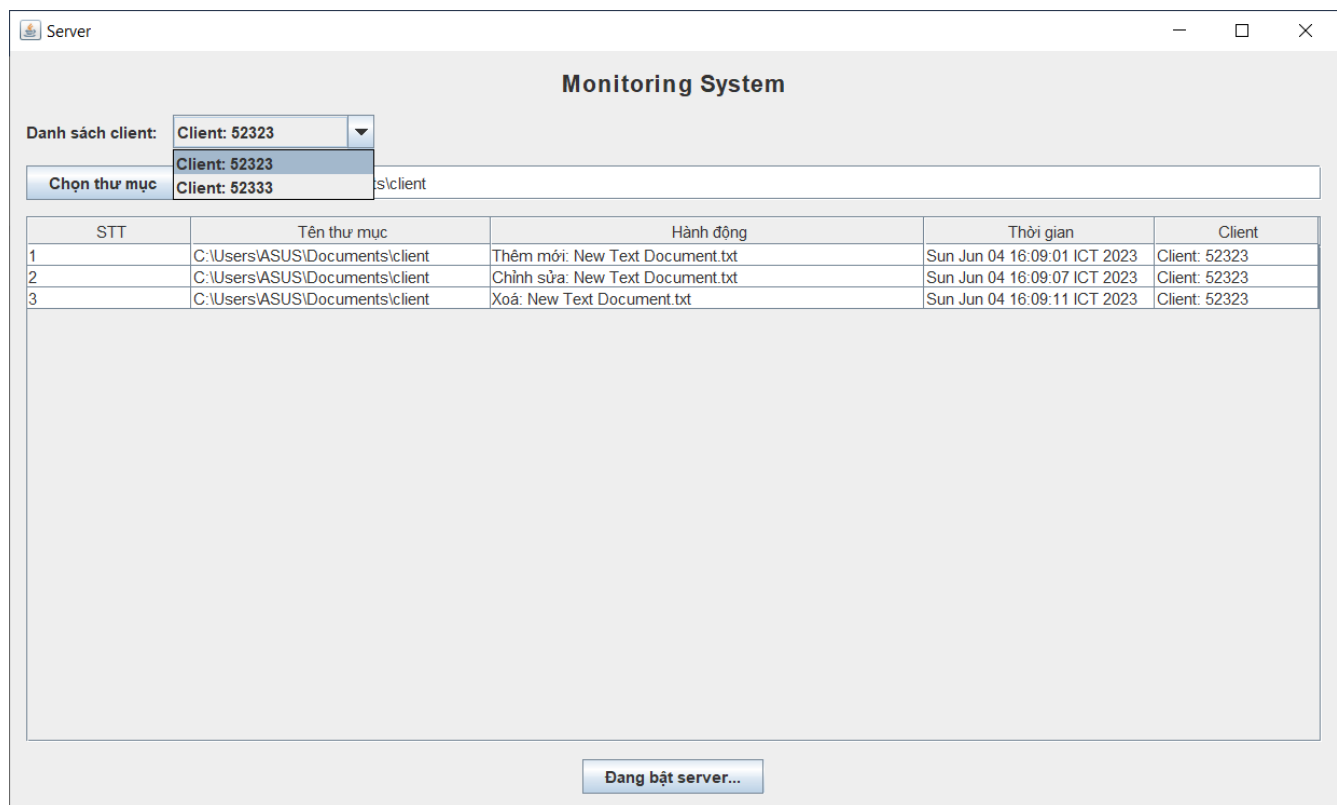 Server
Monitoring System
Danh sách client: Client: 52323
Client: 52323
Chọn thư mục Client: 52333 ts\client
STT Tên thư mục Hành động Thời gian Client
1 C:\Users\ASUS\Documents\client Thêm mới: New Text Document.txt Sun Jun 04 16:09:01 ICT 2023 Client: 52323
2 C:\Users\ASUS\Documents\client Chỉnh sửa: New Text Document.txt Sun Jun 04 16:09:07 ICT 2023 Client: 52323
3 C:\Users\ASUS\Documents\client Xoá: New Text Document.txt Sun Jun 04 16:09:11 ICT 2023 Client: 52323
Đang bật server...